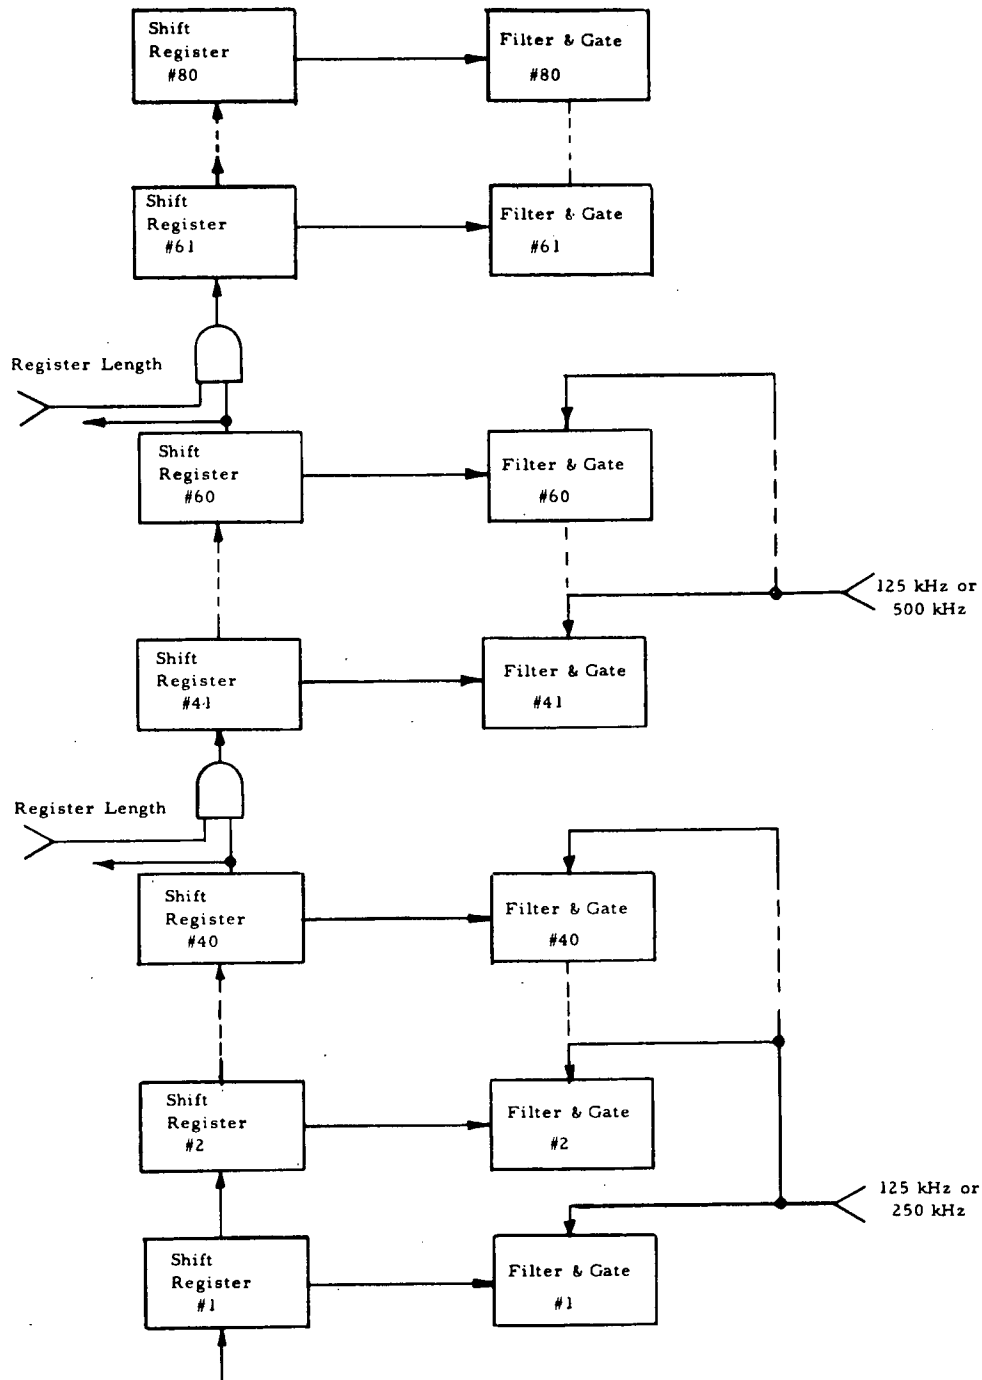 Shift
Register
#80
Filter & Gate
#80
Shift
Register
#61
Filter & Gate
#61
Register Length
Shift
Register
#60
Filter & Gate
#60
125 kHz or
500 kHz
Shift
Register
#41
Filter & Gate
#41
Register Length
Shift
Register
#40
Filter & Gate
#40
Shift
Register
#2
Filter & Gate
#2
125 kHz or
250 kHz
Shift
Register
#1
Filter & Gate
#1